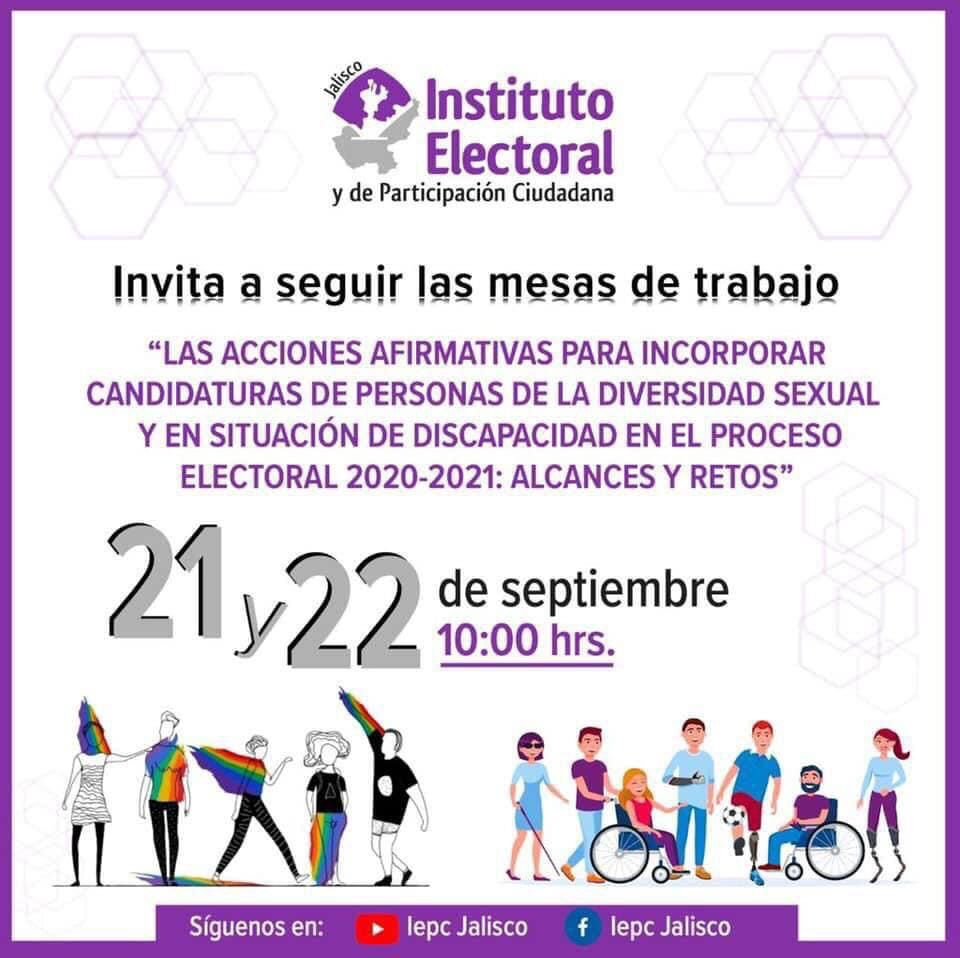 Jalisco
Instituto
Electoral
y de Participación Ciudadana
Invita a seguir las mesas de trabajo
“LAS ACCIONES AFIRMATIVAS PARA INCORPORAR
CANDIDATURAS DE PERSONAS DE LA DIVERSIDAD SEXUAL
Y EN SITUACIÓN DE DISCAPACIDAD EN EL PROCESO
ELECTORAL 2020-2021: ALCANCES Y RETOS”
21 y 22 de septiembre
10:00 hrs.
Síguenos en: Iepc Jalisco Iepc Jalisco